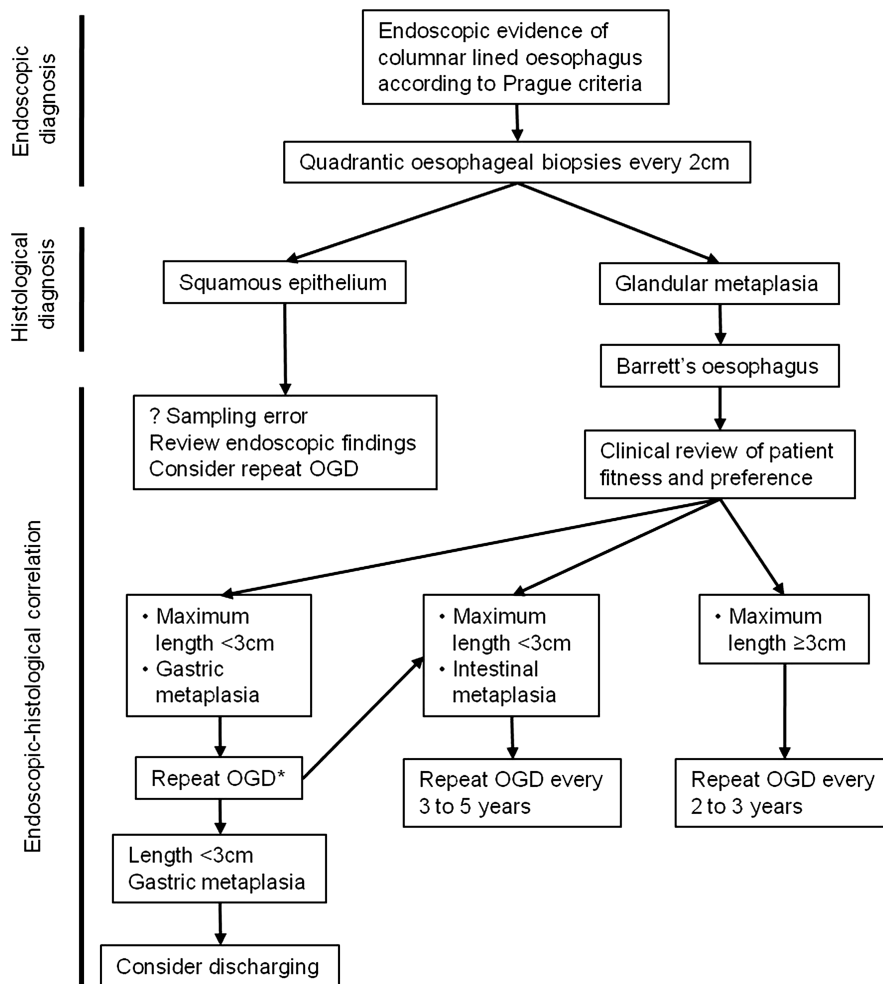 Endoscopic
diagnosis
Endoscopic evidence of
columnar lined oesophagus
according to Prague criteria
Quadrantic oesophageal biopsies every 2cm
Histological
diagnosis
Squamous epithelium
Glandular metaplasia
Barrett's oesophagus
? Sampling error
Review endoscopic findings
Consider repeat OGD
Clinical review of patient
fitness and preference
Endoscopic-histological correlation
• Maximum
length <3cm
• Gastric
metaplasia
• Maximum
length <3cm
• Intestinal
metaplasia
• Maximum
length ≥3cm
Repeat OGD*
Repeat OGD every
3 to 5 years
Repeat OGD every
2 to 3 years
Length <3cm
Gastric metaplasia
Consider discharging